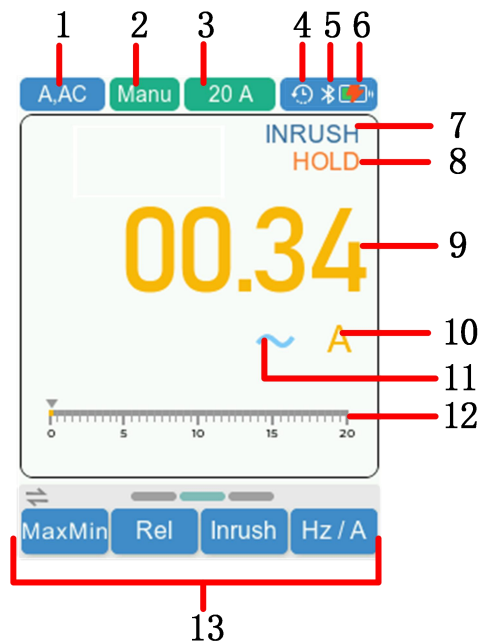 1 2 3 4 5 6
A,AC Manu 20 A
INRUSH 7
HOLD 8
00.34 9
A 10
11
12
0 5 10 15 20
MaxMin Rel Inrush Hz / A
13